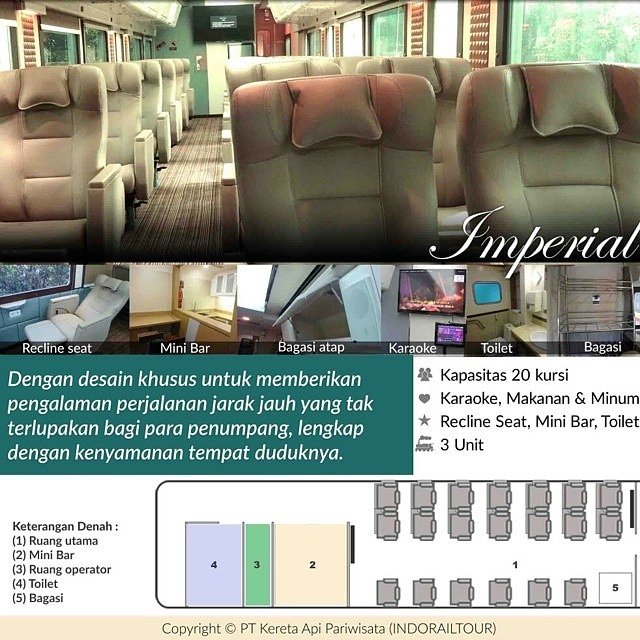 Imperial
Recline seat
Mini Bar
Bagasi atap
Karaoke
Toilet
Bagasi
Dengan desain khusus untuk memberikan
pengalaman perjalanan jarak jauh yang tak
terlupakan bagi para penumpang, lengkap
dengan kenyamanan tempat duduknya.
Kapasitas 20 kursi
Karaoke, Makanan & Minum
Recline Seat, Mini Bar, Toilet
3 Unit
Keterangan Denah :
(1) Ruang utama
(2) Mini Bar
(3) Ruang operator
(4) Toilet
(5) Bagasi
4
3
2
1
5
Copyright © PT Kereta Api Pariwisata (INDORAILTOUR)